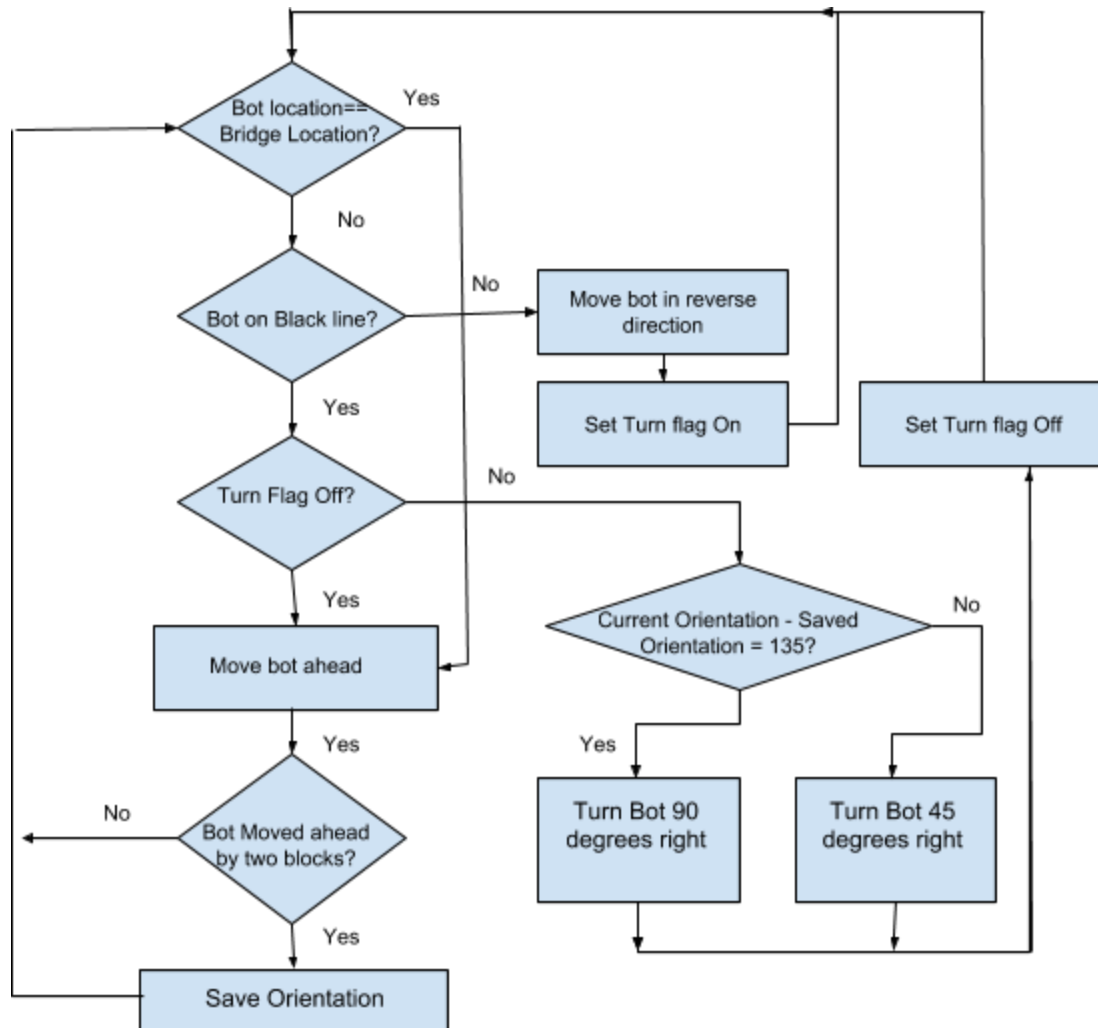 Bot location==
Bridge Location?
Yes
No
Bot on Black line?
No
Move bot in reverse
direction
Yes
Set Turn flag On
Set Turn flag Off
Turn Flag Off?
No
Yes
Current Orientation - Saved
Orientation = 135?
No
Move bot ahead
Yes
Yes
Turn Bot 90
degrees right
Turn Bot 45
degrees right
No
Bot Moved ahead
by two blocks?
Yes
Save Orientation